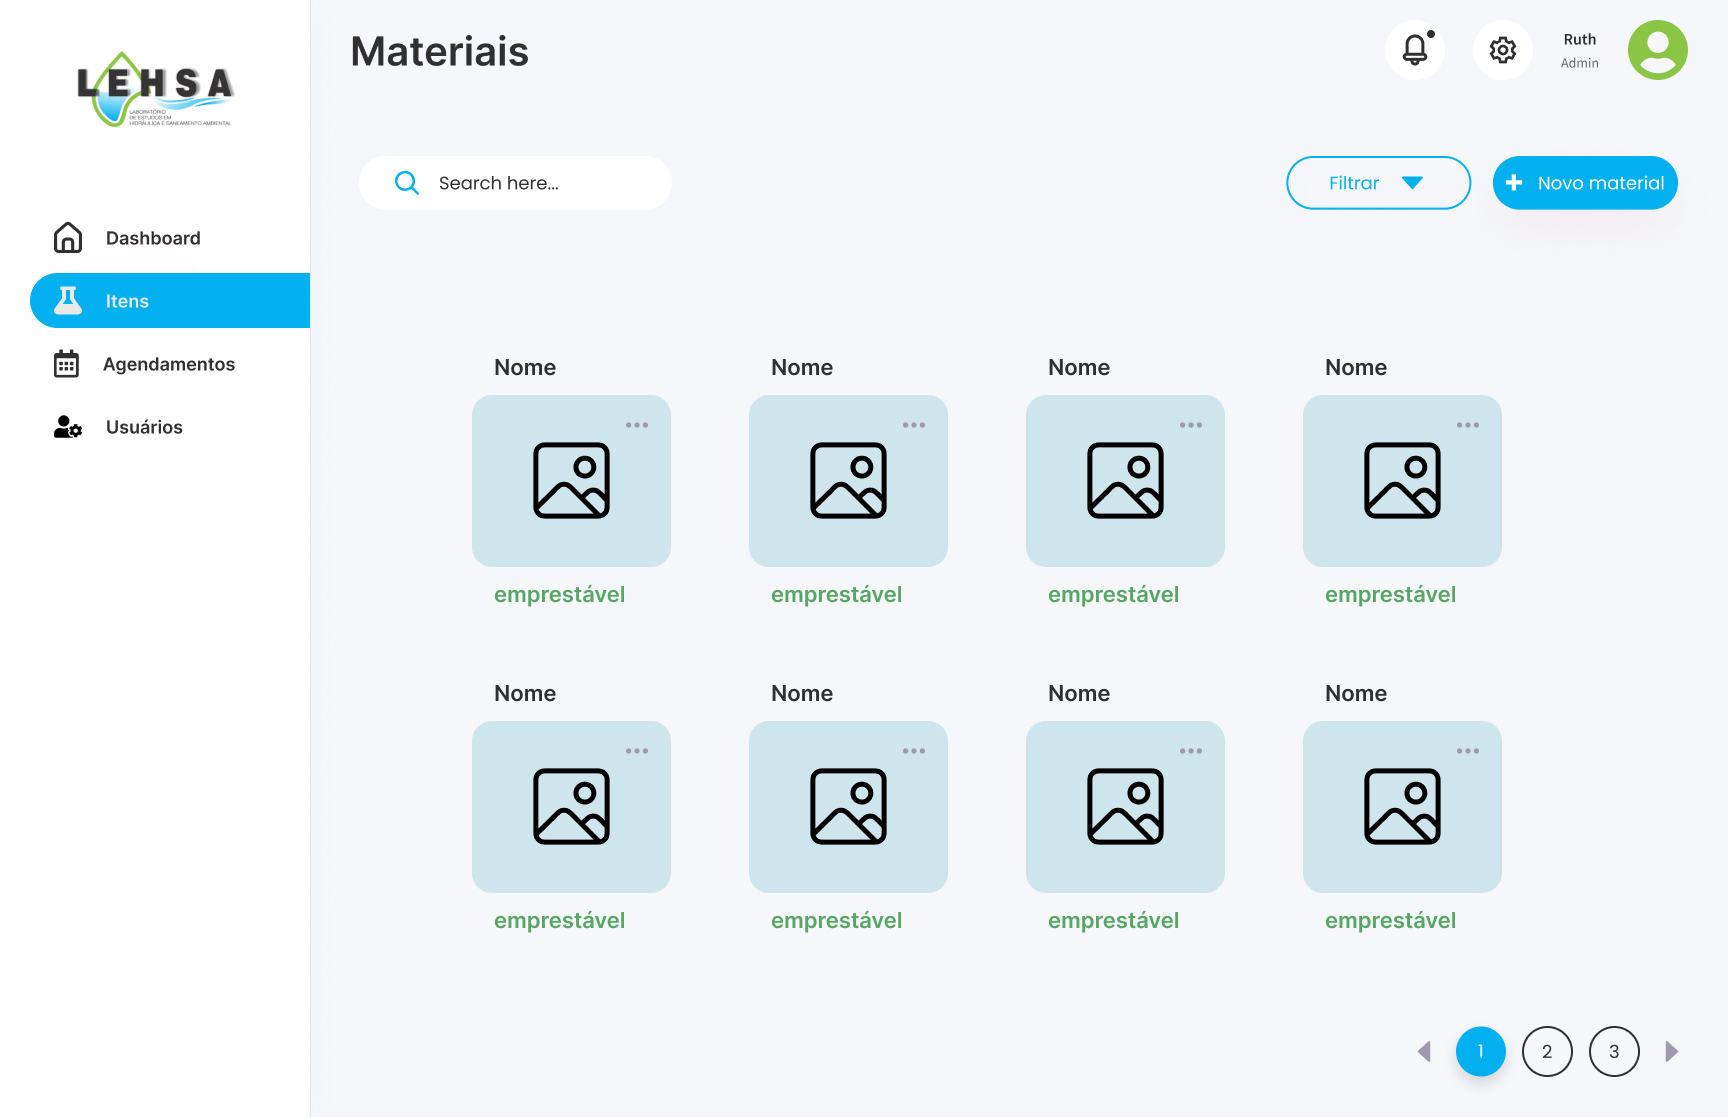 LEHSA
LABORATÓRIO
DE ESTUDOS EM
HIDRÁULICA E SANEAMENTO AMBIENTAL
Dashboard
Itens
Agendamentos
Usuários
Materiais
Ruth
Admin
Search here...
Filtrar
Novo material
Nome
Nome
Nome
Nome
emprestável
emprestável
emprestável
emprestável
Nome
Nome
Nome
Nome
emprestável
emprestável
emprestável
emprestável
1
2
3